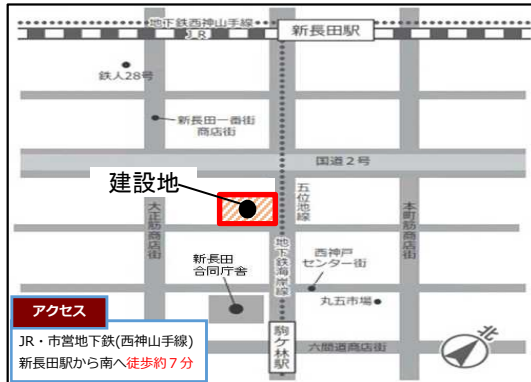 地下鉄西神山手線
JR
新長田駅
鉄人28号
新長田一番街
商店街
国道2号
建設地
五位池線
大正筋商店街
本町筋商店街
地下鉄海岸線
新長田
合同庁舎
西神戸
センター街
丸五市場
駒ケ林駅
六間道商店街
北
アクセス
JR・市営地下鉄(西神山手線)
新長田駅から南へ徒歩約7分